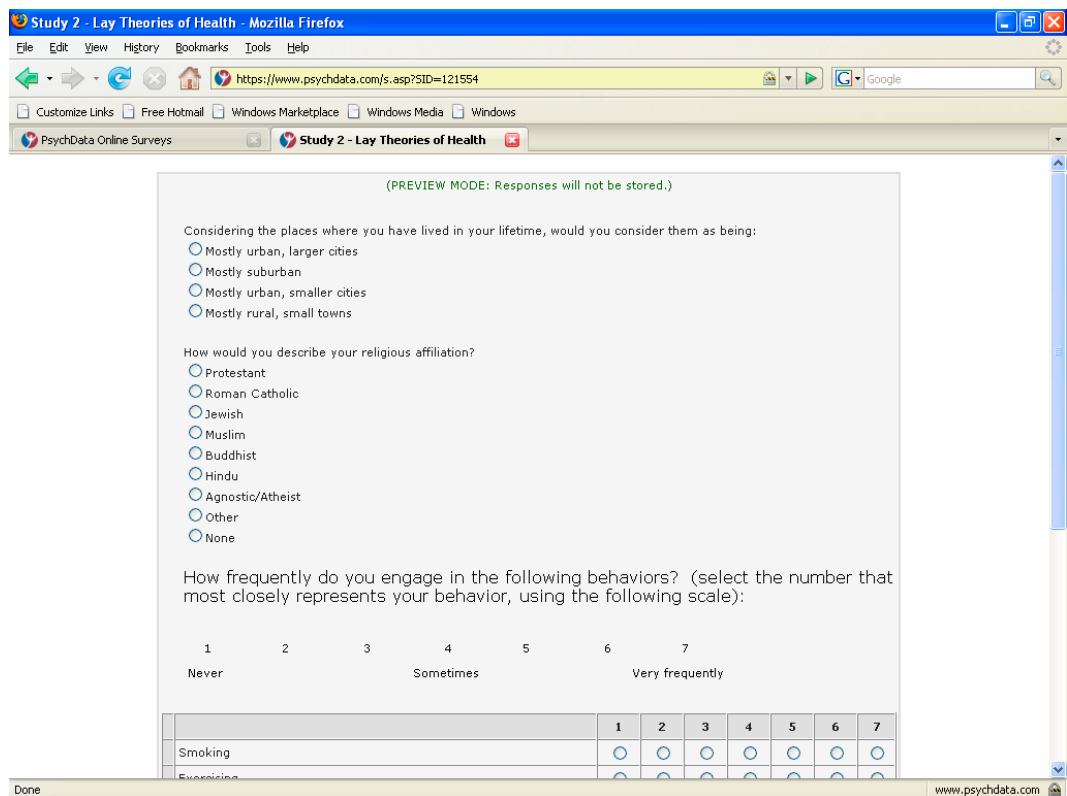 Study 2 - Lay Theories of Health - Mozilla Firefox
File Edit View History Bookmarks Tools Help
https://www.psychdata.com/s.asp?SID=121554 G Google
Customize Links Free Hotmail Windows Marketplace Windows Media Windows
PsychData Online Surveys Study 2 - Lay Theories of Health
(PREVIEW MODE: Responses will not be stored.)
Considering the places where you have lived in your lifetime, would you consider them as being:
Mostly urban, larger cities
Mostly suburban
Mostly urban, smaller cities
Mostly rural, small towns
How would you describe your religious affiliation?
Protestant
Roman Catholic
Jewish
Muslim
Buddhist
Hindu
Agnostic/Atheist
Other
None
How frequently do you engage in the following behaviors? (select the number that
most closely represents your behavior, using the following scale):
1 2 3 4 5 6 7
Never Sometimes Very frequently
1 2 3 4 5 6 7
Smoking
Exercising
Done www.psychdata.com